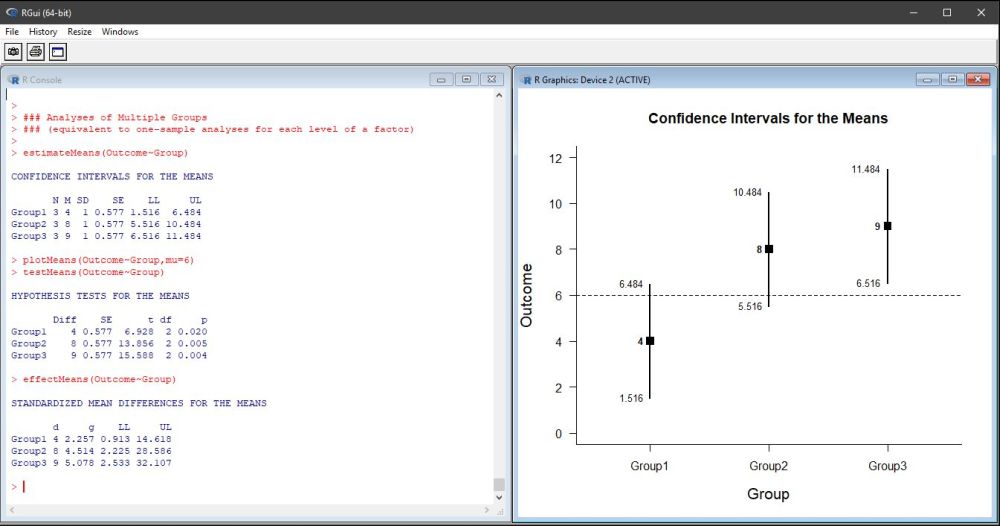 RGui (64-bit)
File History Resize Windows
R Console
>
> ### Analyses of Multiple Groups
> ### (equivalent to one-sample analyses for each level of a factor)
>
> estimateMeans(Outcome~Group)
CONFIDENCE INTERVALS FOR THE MEANS
N M SD SE LL UL
Group1 3 4 1 0.577 1.516 6.484
Group2 3 8 1 0.577 5.516 10.484
Group3 3 9 1 0.577 6.516 11.484
> plotMeans(Outcome~Group,mu=6)
> testMeans(Outcome~Group)
HYPOTHESIS TESTS FOR THE MEANS
Diff SE t df p
Group1 4 0.577 6.928 2 0.020
Group2 8 0.577 13.856 2 0.005
Group3 9 0.577 15.588 2 0.004
> effectMeans(Outcome~Group)
STANDARDIZED MEAN DIFFERENCES FOR THE MEANS
d g LL UL
Group1 4 2.257 0.913 14.618
Group2 8 4.514 2.225 28.586
Group3 9 5.078 2.533 32.107
>
R Graphics: Device 2 (ACTIVE)
Confidence Intervals for the Means
12
10
8
6
4
2
0
Outcome
6.484
4
1.516
10.484
8
5.516
11.484
9
6.516
Group1 Group2 Group3
Group